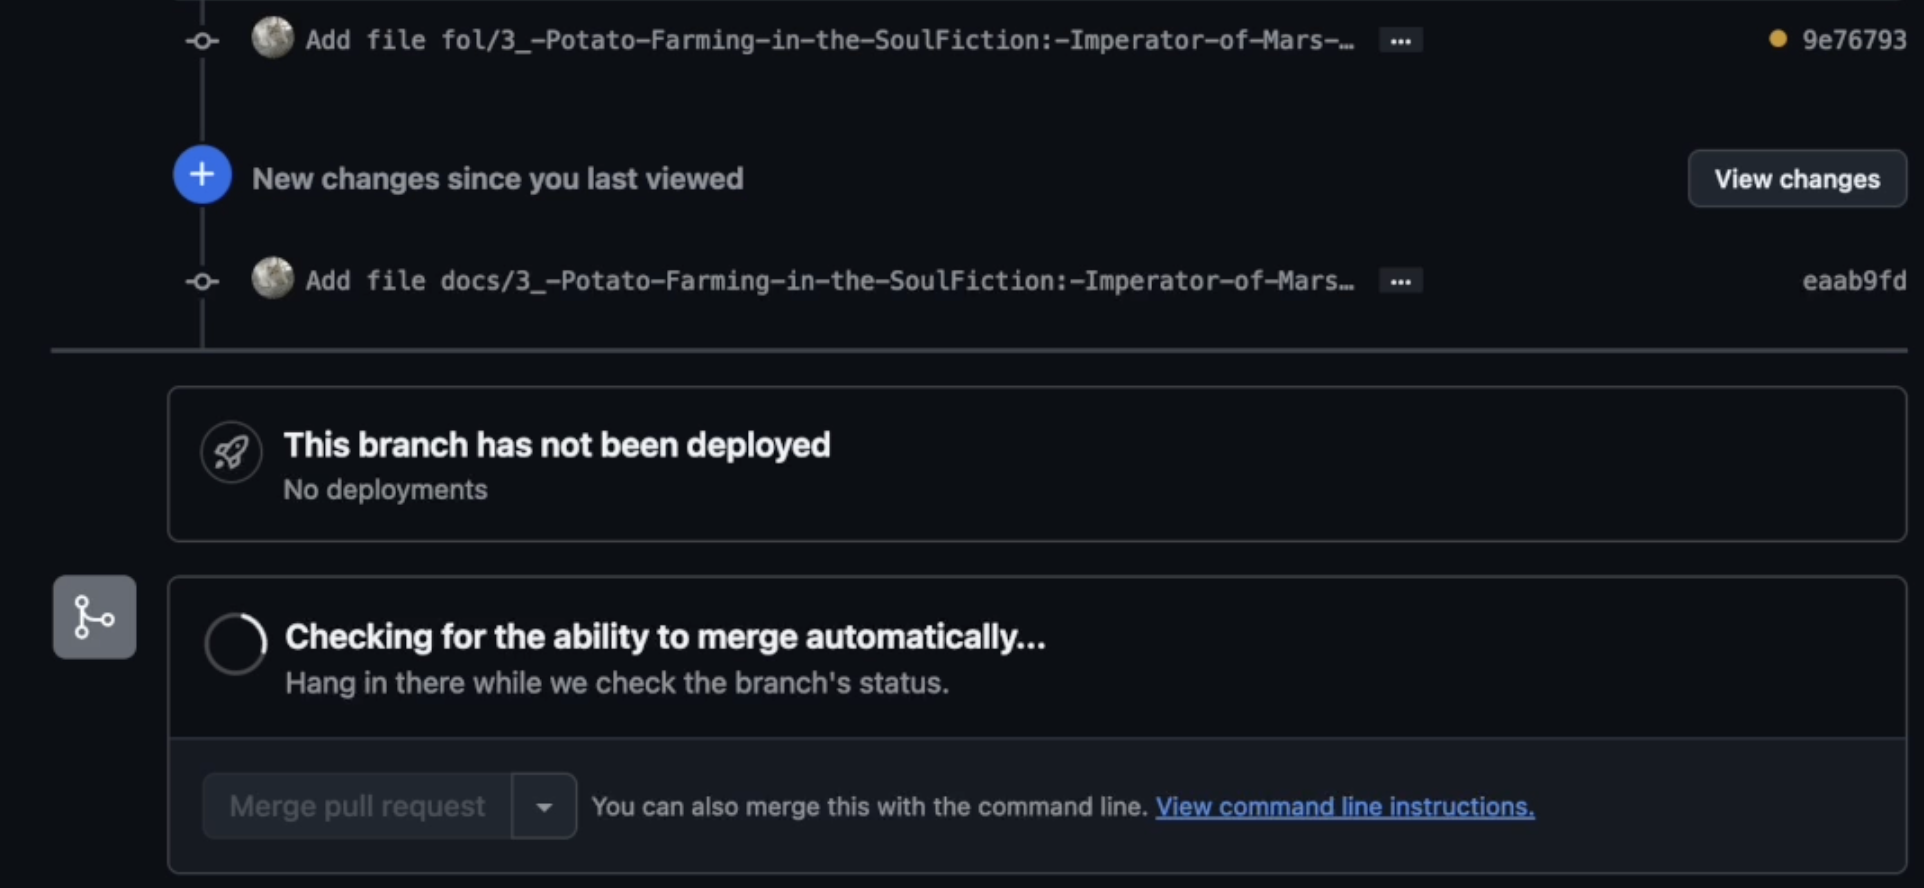 Add file fol/3_-Potato-Farming-in-the-SoulFiction:-Imperator-of-Mars-… ...
9e76793
New changes since you last viewed
View changes
Add file docs/3_-Potato-Farming-in-the-SoulFiction:-Imperator-of-Mars… ...
eaab9fd
This branch has not been deployed
No deployments
Checking for the ability to merge automatically...
Hang in there while we check the branch's status.
Merge pull request
You can also merge this with the command line. View command line instructions.